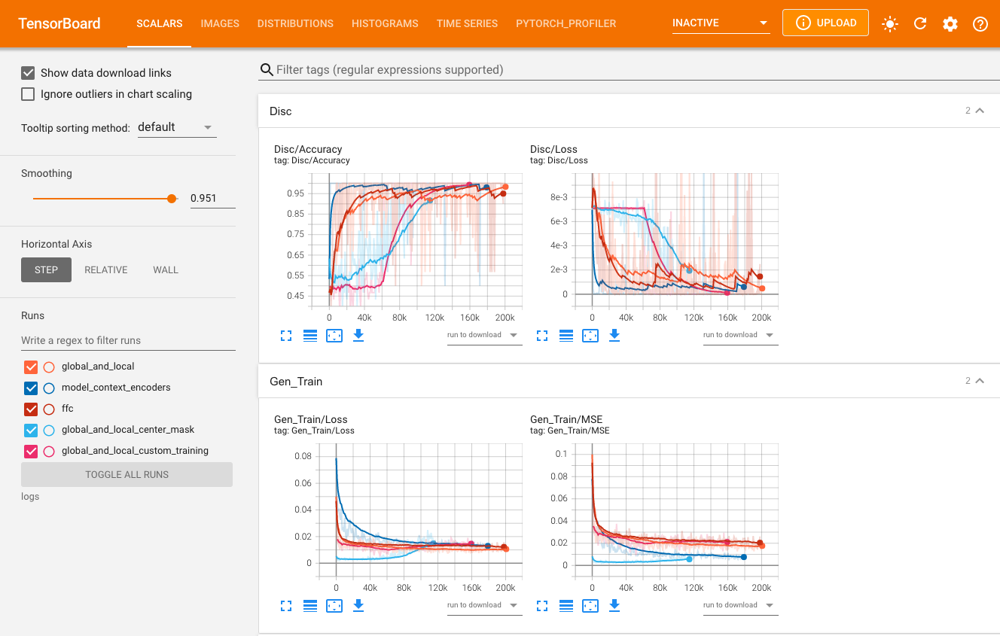 TensorBoard
SCALARS IMAGES DISTRIBUTIONS HISTOGRAMS TIME SERIES PYTORCH_PROFILER
INACTIVE
UPLOAD
Show data download links
Ignore outliers in chart scaling
Tooltip sorting method: default
Smoothing
0.951
Horizontal Axis
STEP RELATIVE WALL
Runs
Write a regex to filter runs
global_and_local
model_context_encoders
ffc
global_and_local_center_mask
global_and_local_custom_training
TOGGLE ALL RUNS
logs
Filter tags (regular expressions supported)
Disc
2
Disc/Accuracy
tag: Disc/Accuracy
0.95
0.85
0.75
0.65
0.55
0.45
0 40k 80k 120k 160k 200k
run to download
Disc/Loss
tag: Disc/Loss
8e-3
6e-3
4e-3
2e-3
0
0 40k 80k 120k 160k 200k
run to download
Gen_Train
2
Gen_Train/Loss
tag: Gen_Train/Loss
0.08
0.06
0.04
0.02
0
0 40k 80k 120k 160k 200k
run to download
Gen_Train/MSE
tag: Gen_Train/MSE
0.1
0.08
0.06
0.04
0.02
0
0 40k 80k 120k 160k 200k
run to download